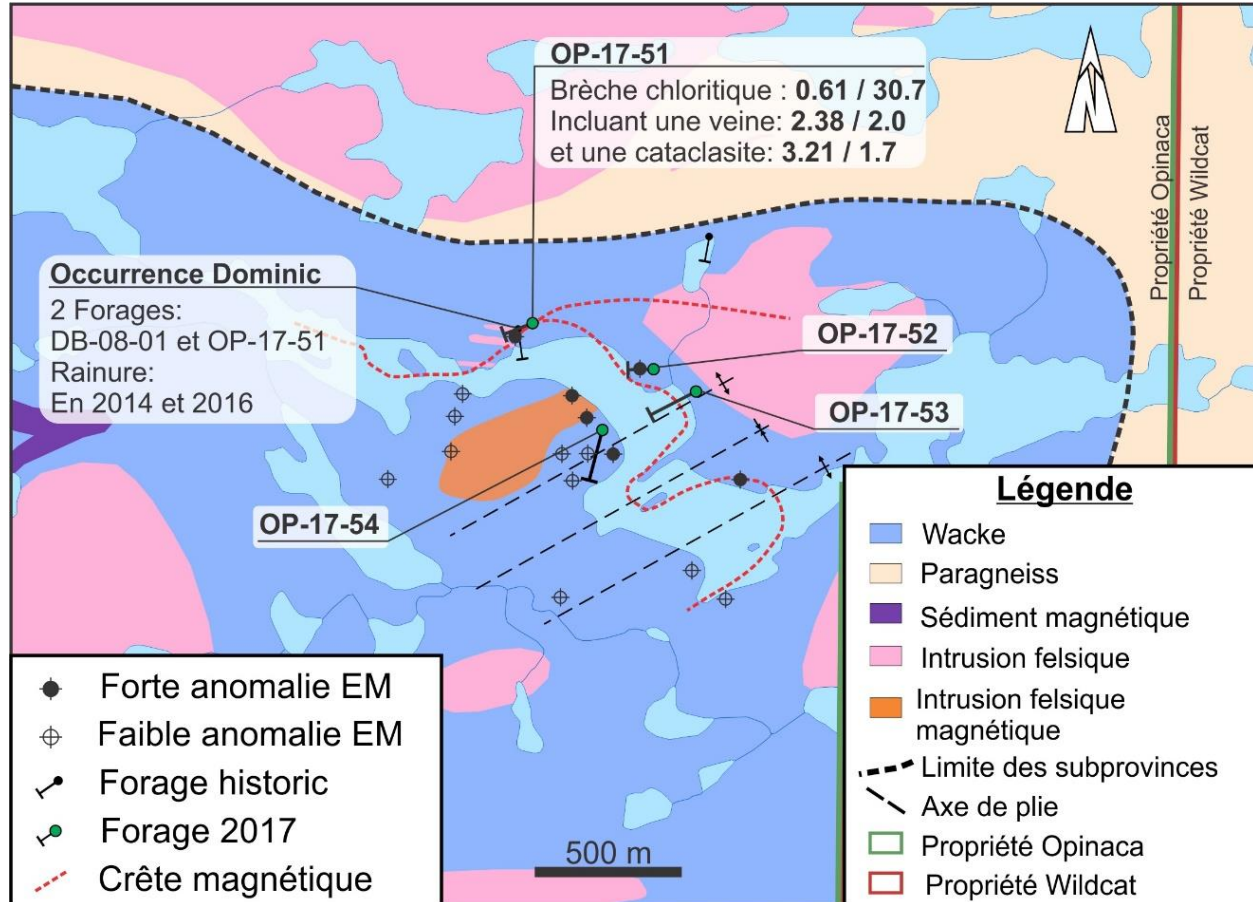 OP-17-51
Brèche chloritique : 0.61 / 30.7
Incluant une veine: 2.38 / 2.0
et une cataclasite: 3.21 / 1.7
N
Propriété Opinaca
Propriété Wildcat
Occurrence Dominic
2 Forages:
DB-08-01 et OP-17-51
Rainure:
En 2014 et 2016
OP-17-52
OP-17-53
OP-17-54
Légende
Wacke
Paragneiss
Sédiment magnétique
Intrusion felsique
Intrusion felsique
magnétique
Limite des subprovinces
Axe de plie
Propriété Opinaca
Propriété Wildcat
Forte anomalie EM
Faible anomalie EM
Forage historic
Forage 2017
Crête magnétique
500 m